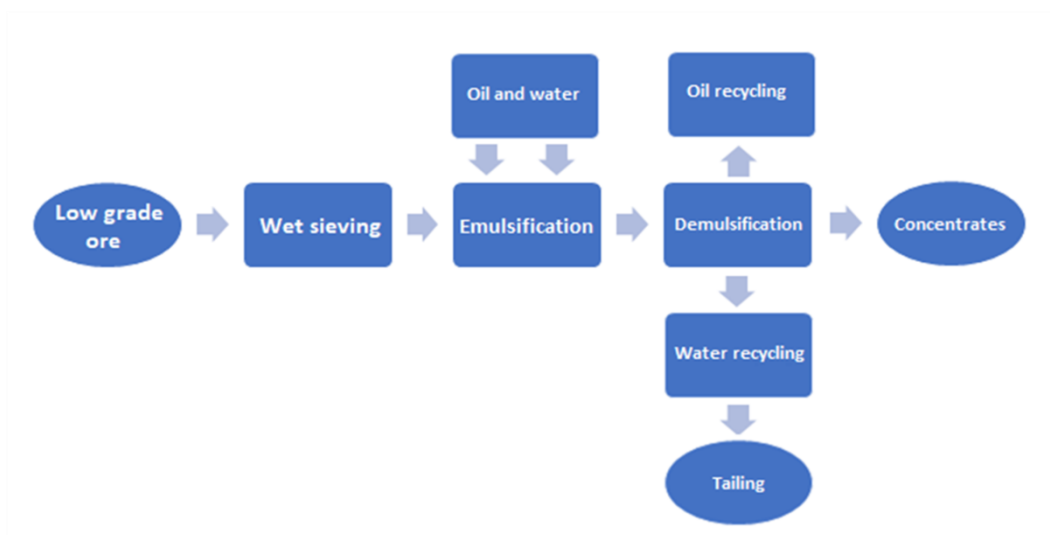 Oil and water
Oil recycling
Low grade
ore
Wet sieving
Emulsification
Demulsification
Concentrates
Water recycling
Tailing